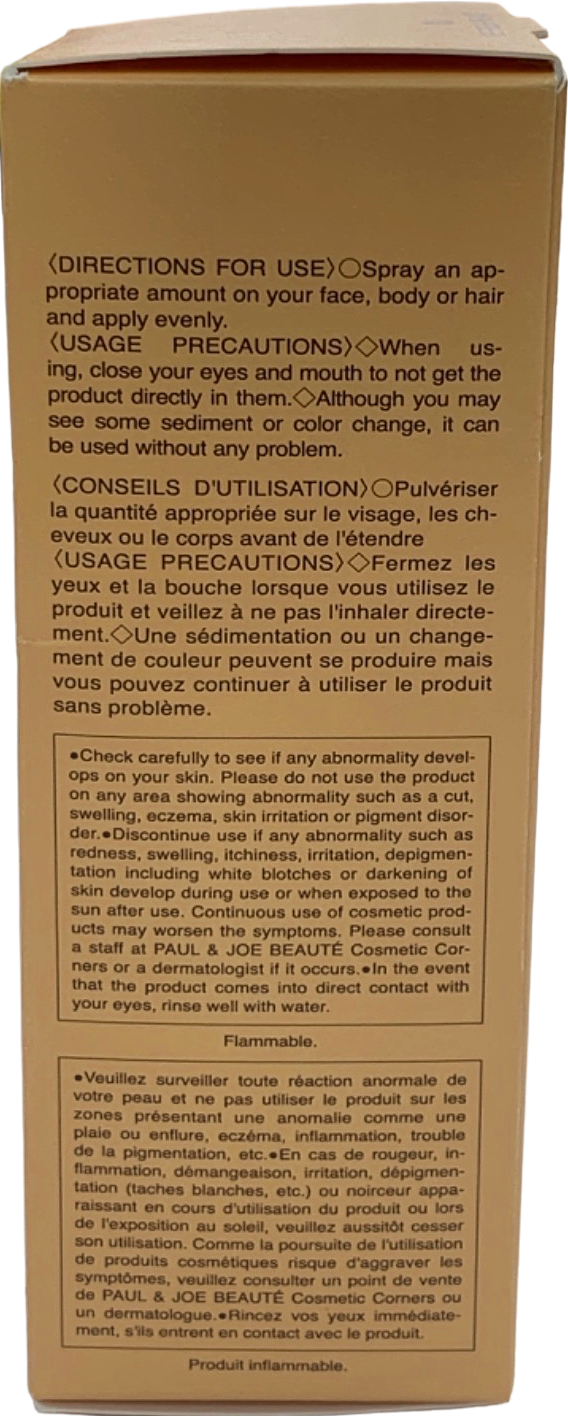 〈DIRECTIONS FOR USE〉○Spray an ap-
propriate amount on your face, body or hair
and apply evenly.
〈USAGE PRECAUTIONS〉◇When us-
ing, close your eyes and mouth to not get the
product directly in them.◇Although you may
see some sediment or color change, it can
be used without any problem.
〈CONSEILS D'UTILISATION〉○Pulvériser
la quantité appropriée sur le visage, les ch-
eveux ou le corps avant de l'étendre
〈USAGE PRECAUTIONS〉◇Fermez les
yeux et la bouche lorsque vous utilisez le
produit et veillez à ne pas l'inhaler directe-
ment.◇Une sédimentation ou un change-
ment de couleur peuvent se produire mais
vous pouvez continuer à utiliser le produit
sans problème.
•Check carefully to see if any abnormality devel-
ops on your skin. Please do not use the product
on any area showing abnormality such as a cut,
swelling, eczema, skin irritation or pigment disor-
der.•Discontinue use if any abnormality such as
redness, swelling, itchiness, irritation, depigmen-
tation including white blotches or darkening of
skin develop during use or when exposed to the
sun after use. Continuous use of cosmetic prod-
ucts may worsen the symptoms. Please consult
a staff at PAUL & JOE BEAUTÉ Cosmetic Cor-
ners or a dermatologist if it occurs.•In the event
that the product comes into direct contact with
your eyes, rinse well with water.
Flammable.
•Veuillez surveiller toute réaction anormale de
votre peau et ne pas utiliser le produit sur les
zones présentant une anomalie comme une
plaie ou enflure, eczéma, inflammation, trouble
de la pigmentation, etc.•En cas de rougeur, in-
flammation, démangeaison, irritation, dépigmen-
tation (taches blanches, etc.) ou noirceur appa-
raissant en cours d'utilisation du produit ou lors
de l'exposition au soleil, veuillez aussitôt cesser
son utilisation. Comme la poursuite de l'utilisation
de produits cosmétiques risque d'aggraver les
symptômes, veuillez consulter un point de vente
de PAUL & JOE BEAUTÉ Cosmetic Corners ou
un dermatologue.•Rincez vos yeux immédiate-
ment, s'ils entrent en contact avec le produit.
Produit inflammable.